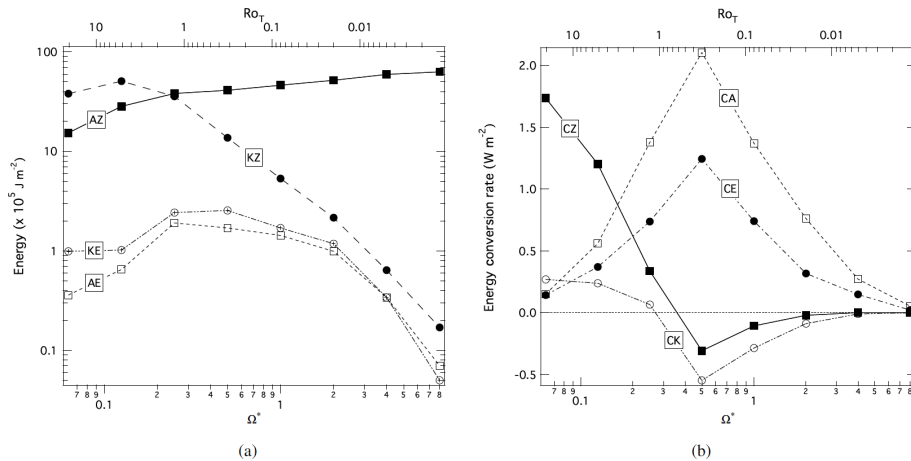 Ro_T
10 1 0.1 0.01
100
10
1
0.1
Energy (x 10^5 J m^-2)
AZ
KZ
KE
AE
7 8 9 0.1 2 3 4 5 6 7 8 9 1 2 3 4 5 6 7 8
Ω*
(a)
Ro_T
10 1 0.1 0.01
2.0
1.5
1.0
0.5
0.0
-0.5
Energy conversion rate (W m^-2)
CZ
CA
CE
CK
7 8 9 0.1 2 3 4 5 6 7 8 9 1 2 3 4 5 6 7 8
Ω*
(b)